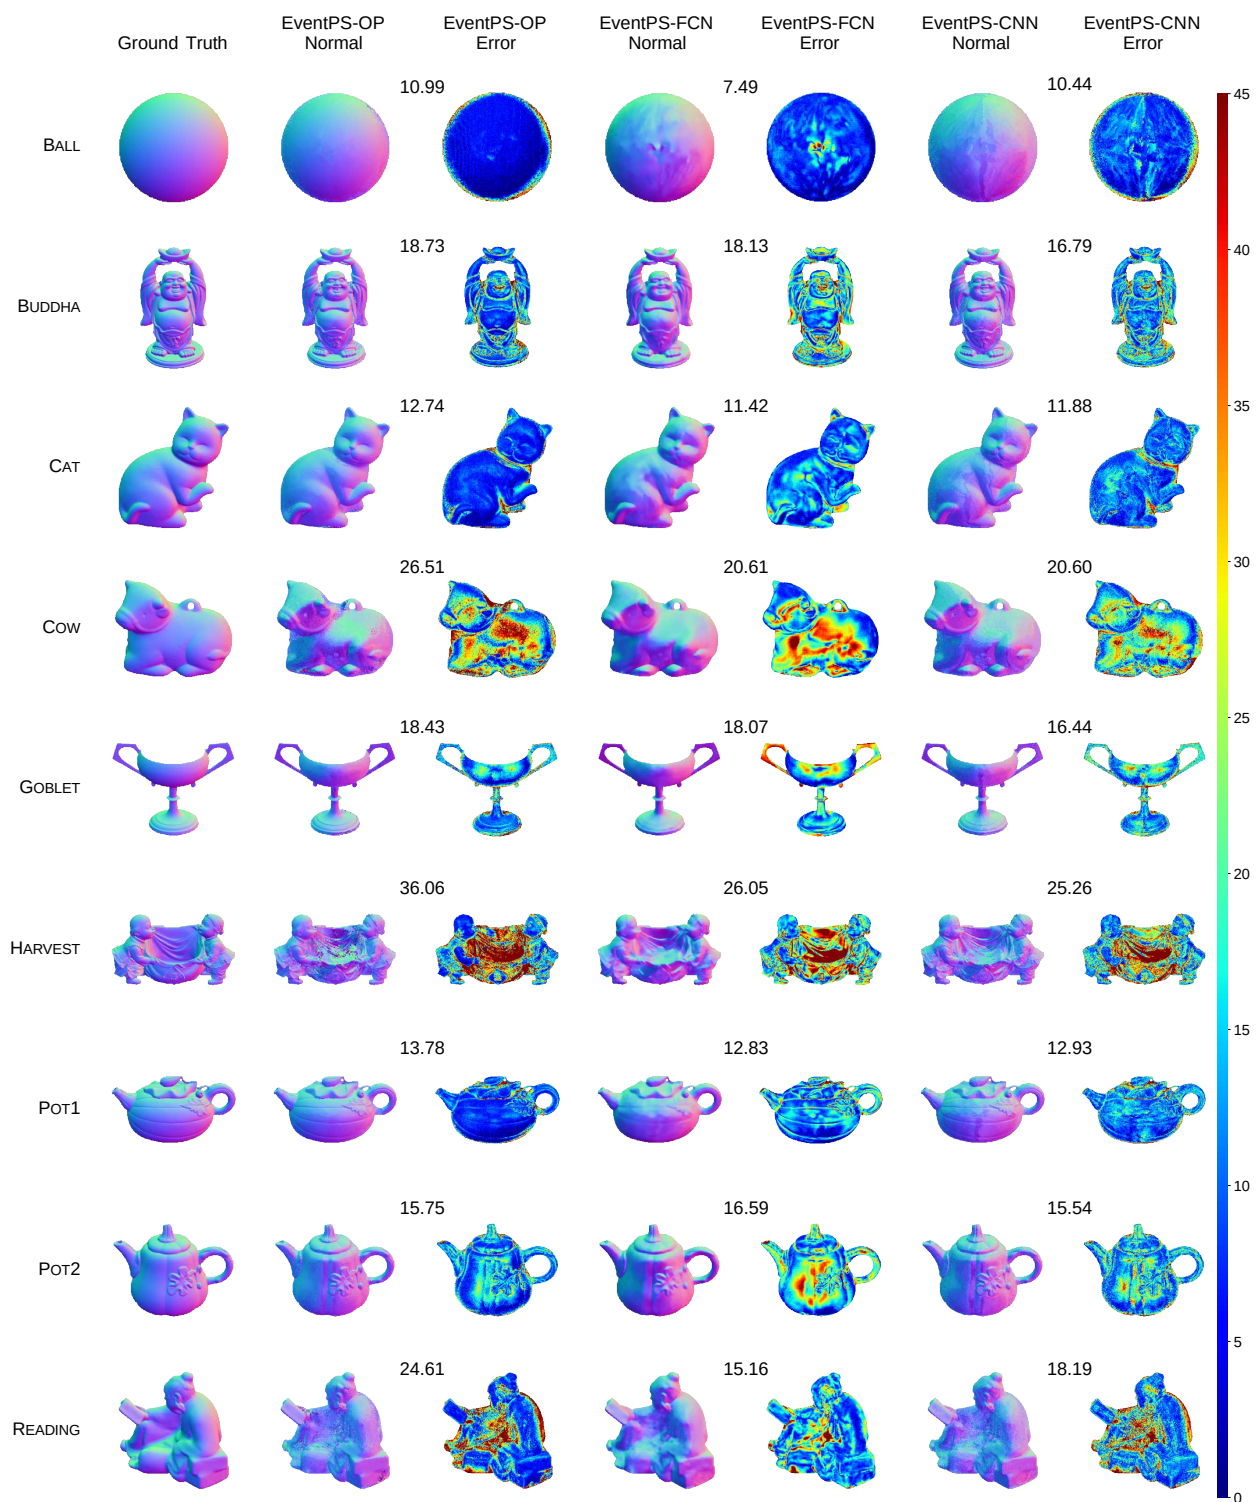 Ground Truth
EventPS-OP
Normal
EventPS-OP
Error
EventPS-FCN
Normal
EventPS-FCN
Error
EventPS-CNN
Normal
EventPS-CNN
Error
BALL
10.99
7.49
10.44
BUDDHA
18.73
18.13
16.79
CAT
12.74
11.42
11.88
COW
26.51
20.61
20.60
GOBLET
18.43
18.07
16.44
HARVEST
36.06
26.05
25.26
POT1
13.78
12.83
12.93
POT2
15.75
16.59
15.54
READING
24.61
15.16
18.19
45
40
35
30
25
20
15
10
5
0